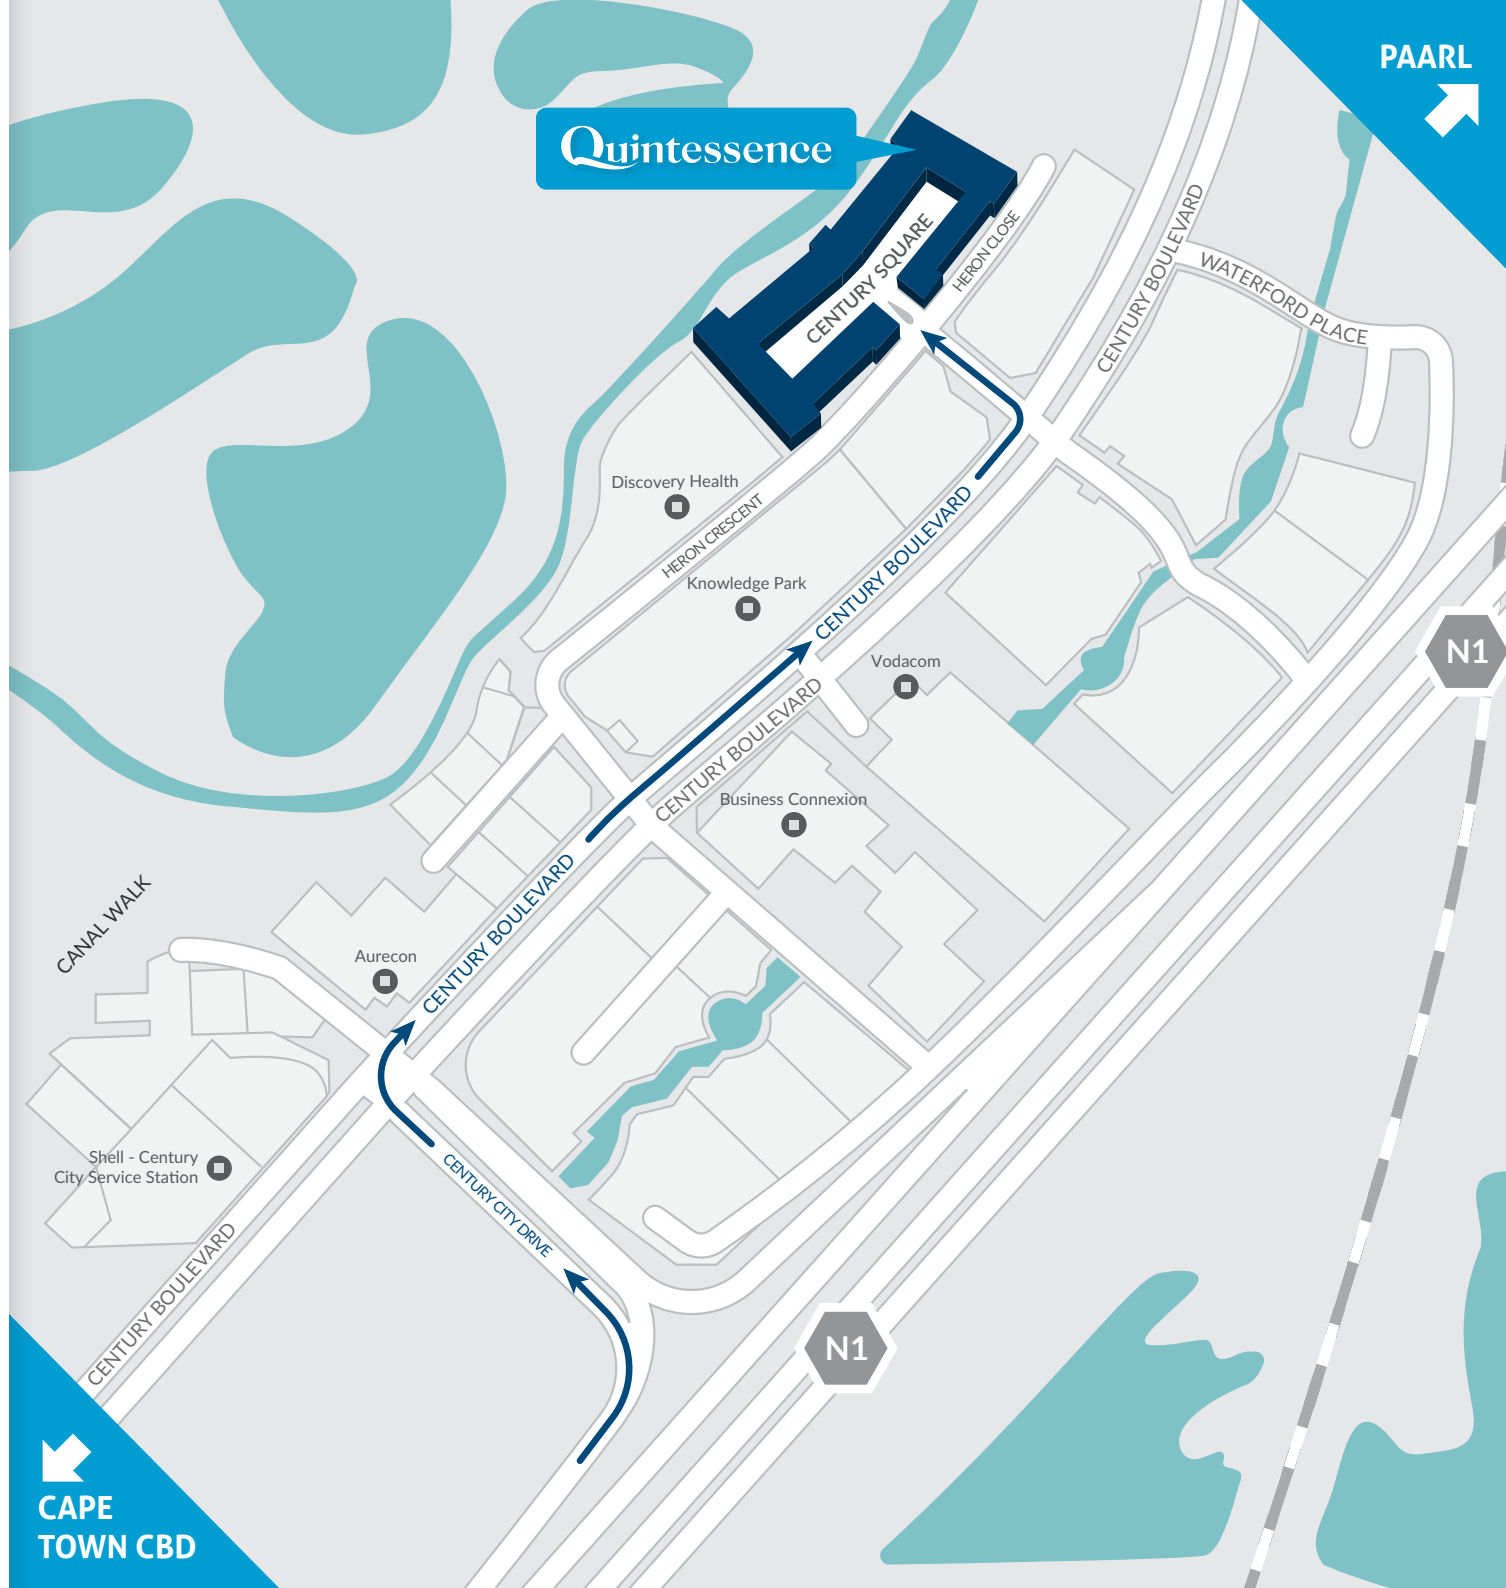 PAARL
Quintessence
CENTURY SQUARE
HERON CLOSE
CENTURY BOULEVARD
WATERFORD PLACE
Discovery Health
HERON CRESCENT
Knowledge Park
CENTURY BOULEVARD
N1
Vodacom
CENTURY BOULEVARD
Business Connexion
CENTURY BOULEVARD
CANAL WALK
Aurecon
Shell - Century
City Service Station
CENTURY CITY DRIVE
CENTURY BOULEVARD
N1
CAPE
TOWN CBD